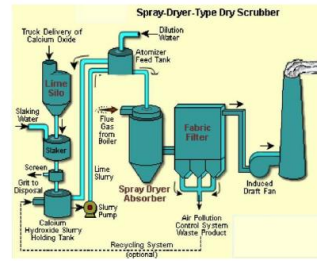 Spray-Dryer-Type Dry Scrubber
Truck Delivery of
Calcium Oxide
Dilution
Water
Atomizer
Feed Tank
Lime
Silo
Slaking
Water
Slaker
Flue
Gas
from
Boiler
Fabric
Filter
Screen
Grit to
Disposal
Lime
Slurry
Spray Dryer
Absorber
Induced
Draft Fan
Calcium
Hydroxide Slurry
Holding Tank
Slurry
Pump
Air Pollution
Control System
Waste Product
Recycling System
(optional)